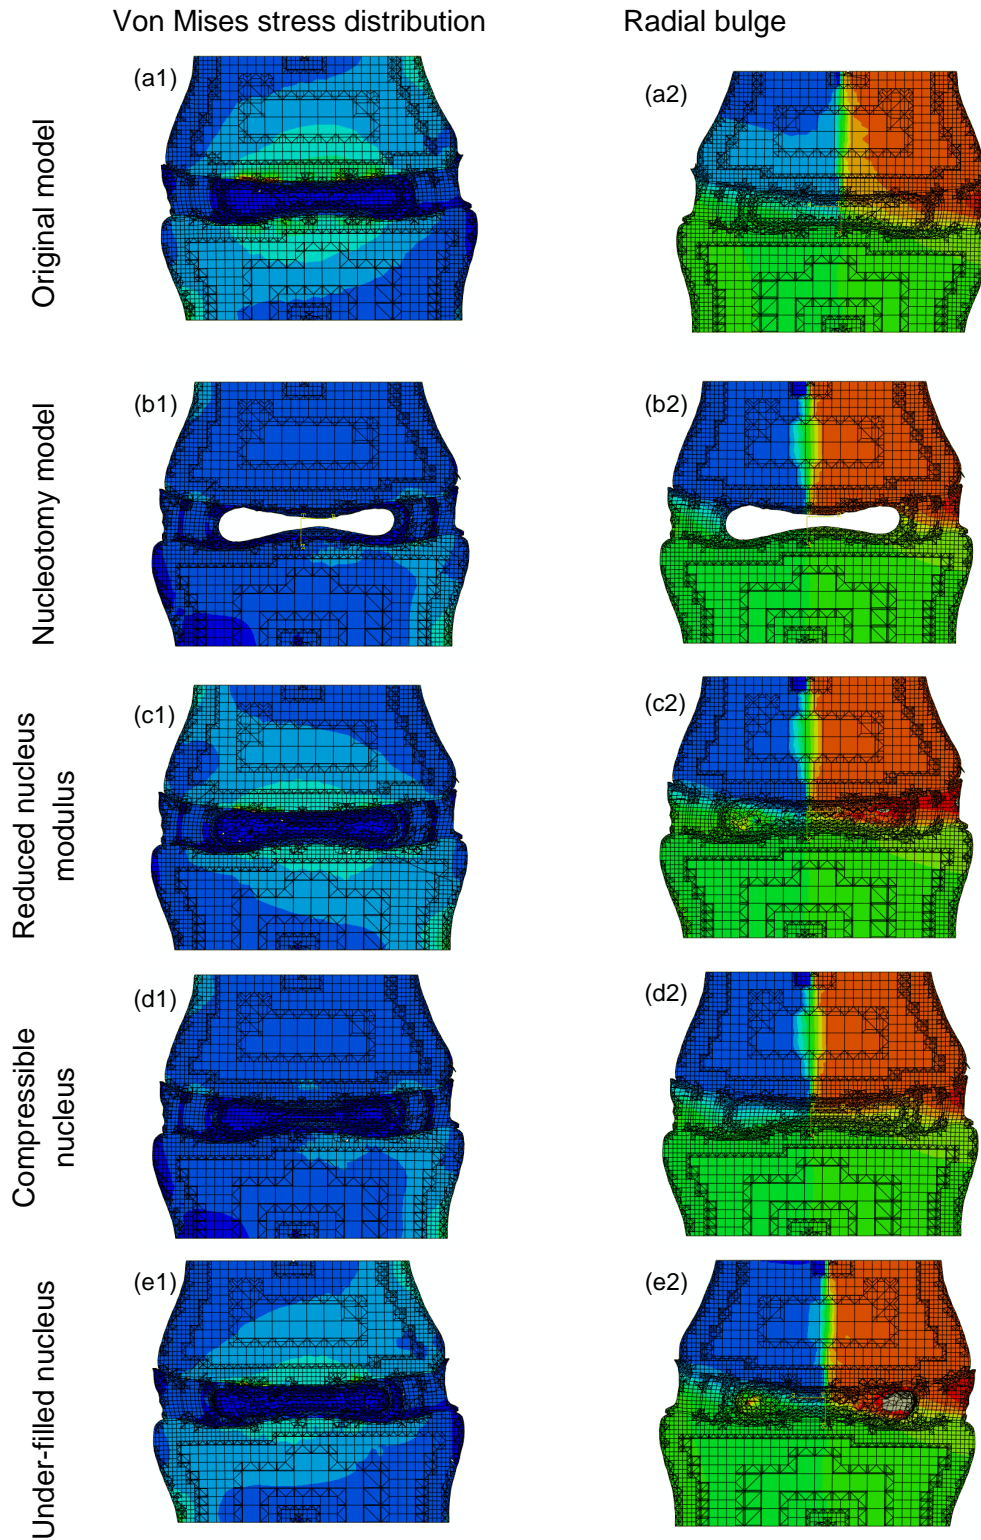 Von Mises stress distribution
Radial bulge
Original model
(a1)
(a2)
Nucleotomy model
(b1)
(b2)
Reduced nucleus
modulus
(c1)
(c2)
Compressible
nucleus
(d1)
(d2)
Under-filled nucleus
(e1)
(e2)